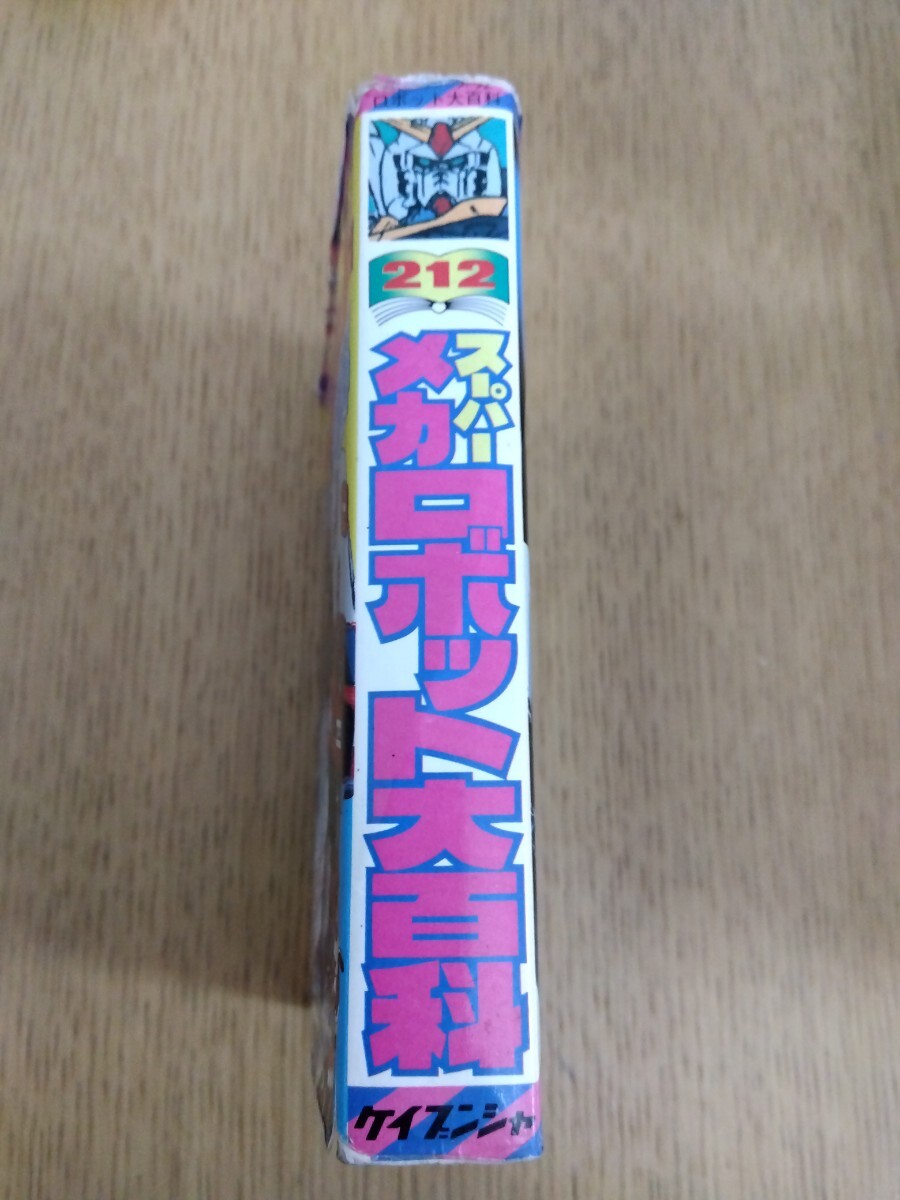 ロボット大百科
212
スーパー
メカロボット大百科
ケイブンシャ